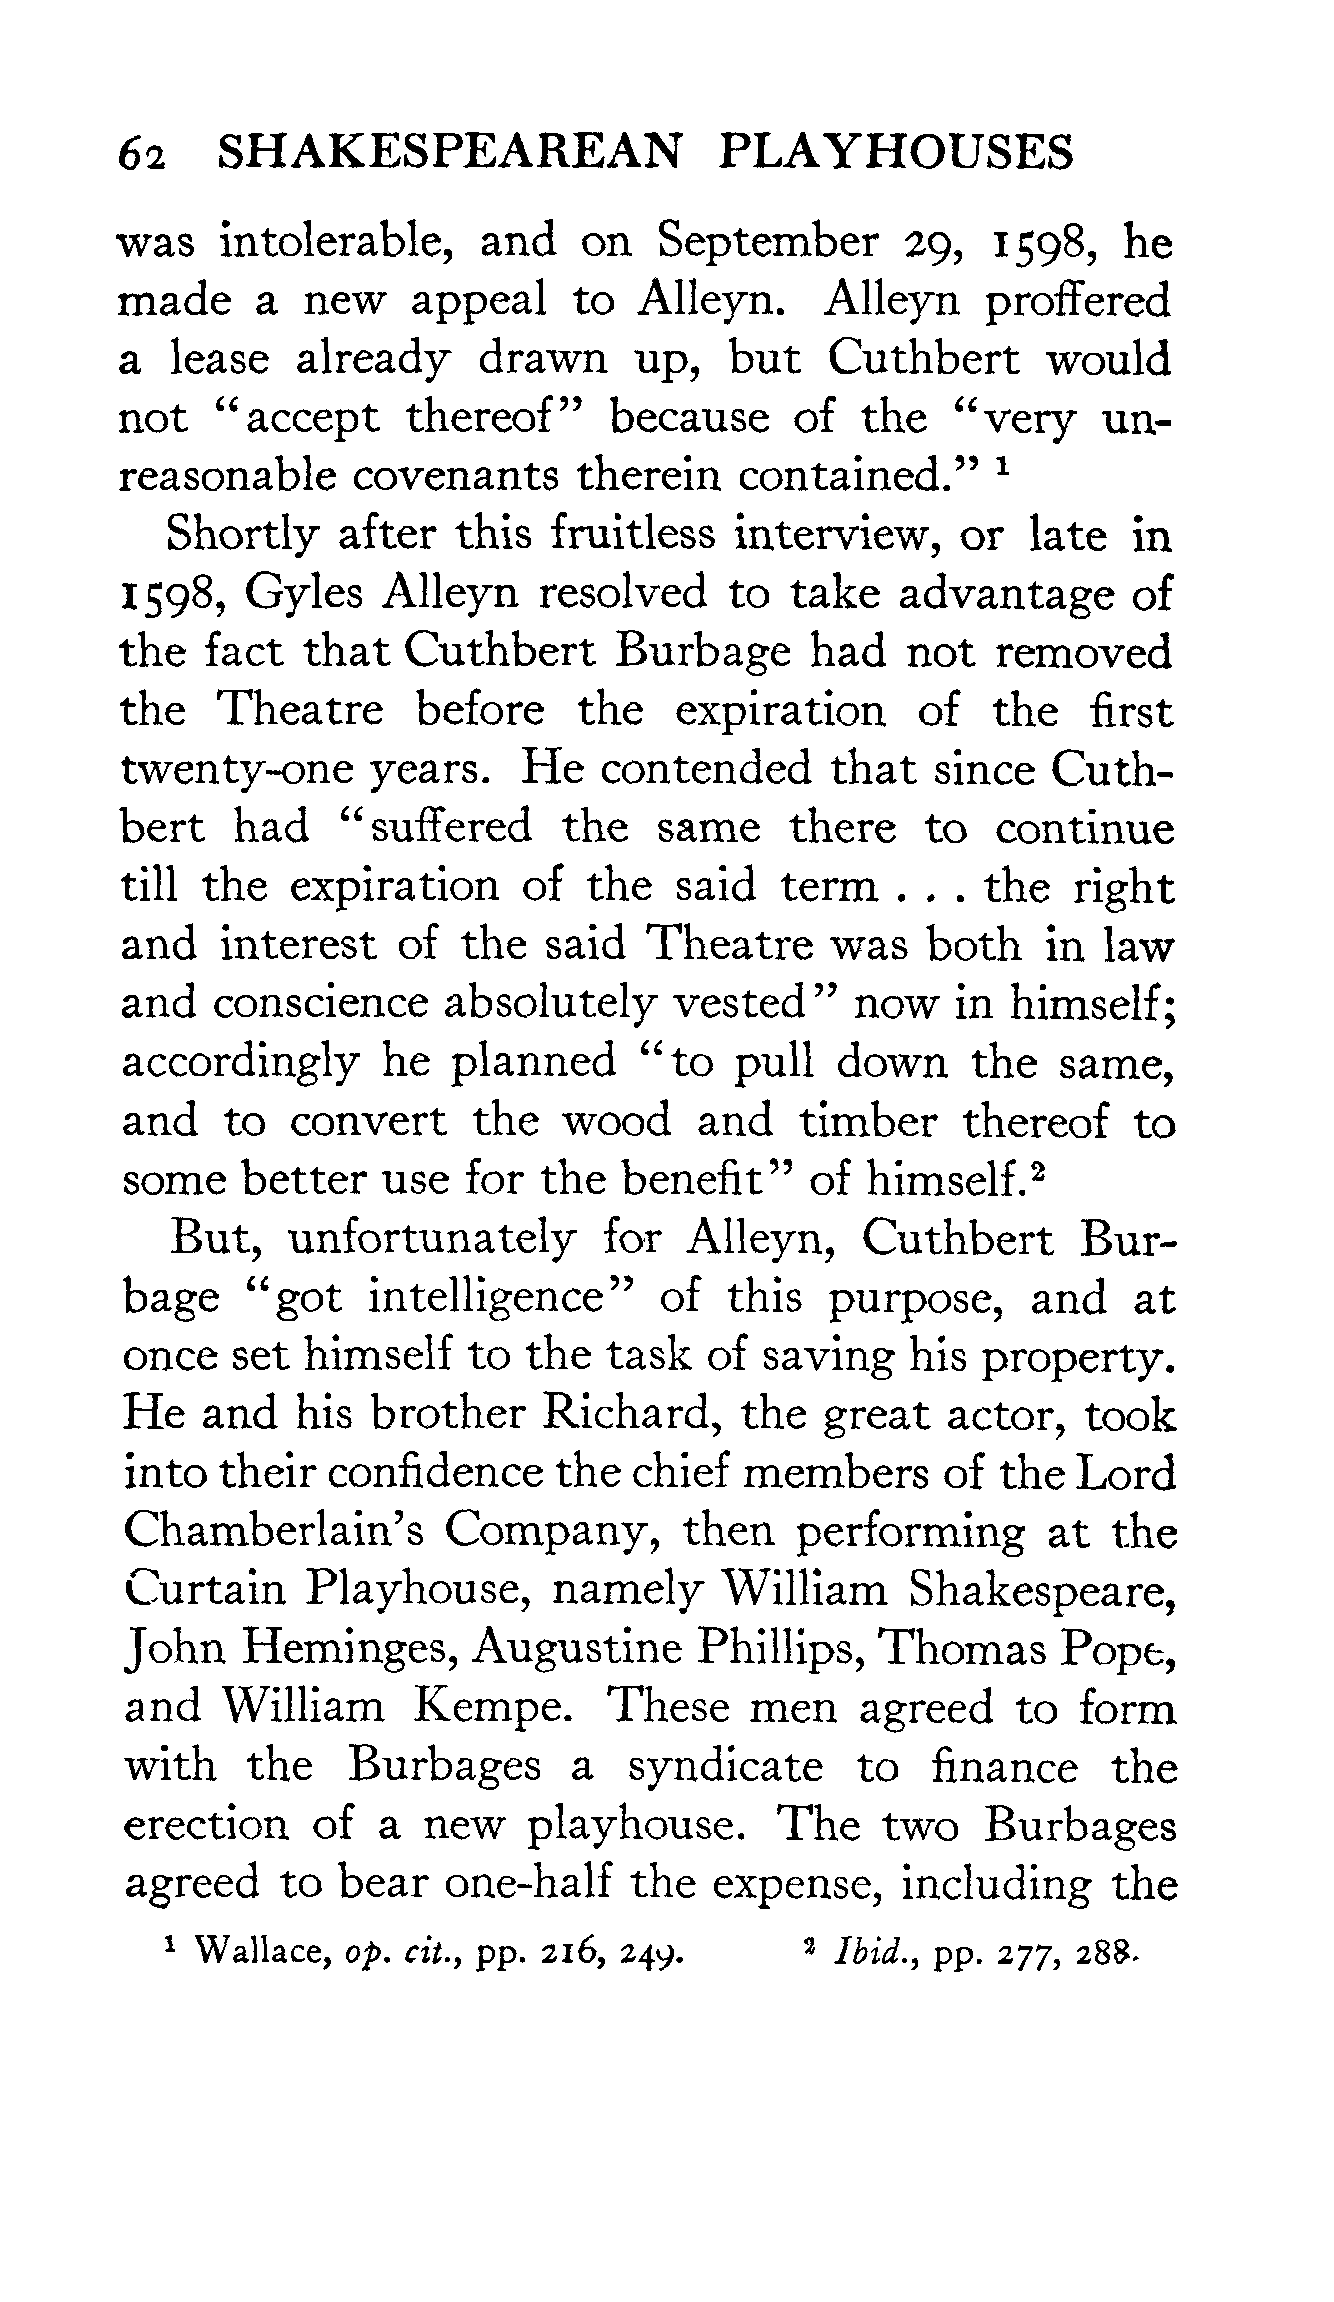 62 SHAKESPEAREAN PLAYHOUSES
was intolerable, and on September 29, 1598, he
made a new appeal to Alleyn. Alleyn proffered
a lease already drawn up, but Cuthbert would
not “accept thereof” because of the “very un-
reasonable covenants therein contained.” ¹
Shortly after this fruitless interview, or late in
1598, Gyles Alleyn resolved to take advantage of
the fact that Cuthbert Burbage had not removed
the Theatre before the expiration of the first
twenty-one years. He contended that since Cuth-
bert had “suffered the same there to continue
till the expiration of the said term . . . the right
and interest of the said Theatre was both in law
and conscience absolutely vested” now in himself;
accordingly he planned “to pull down the same,
and to convert the wood and timber thereof to
some better use for the benefit” of himself.²
But, unfortunately for Alleyn, Cuthbert Bur-
bage “got intelligence” of this purpose, and at
once set himself to the task of saving his property.
He and his brother Richard, the great actor, took
into their confidence the chief members of the Lord
Chamberlain’s Company, then performing at the
Curtain Playhouse, namely William Shakespeare,
John Heminges, Augustine Phillips, Thomas Pope,
and William Kempe. These men agreed to form
with the Burbages a syndicate to finance the
erection of a new playhouse. The two Burbages
agreed to bear one-half the expense, including the
¹ Wallace, op. cit., pp. 216, 249. ² Ibid., pp. 277, 288.